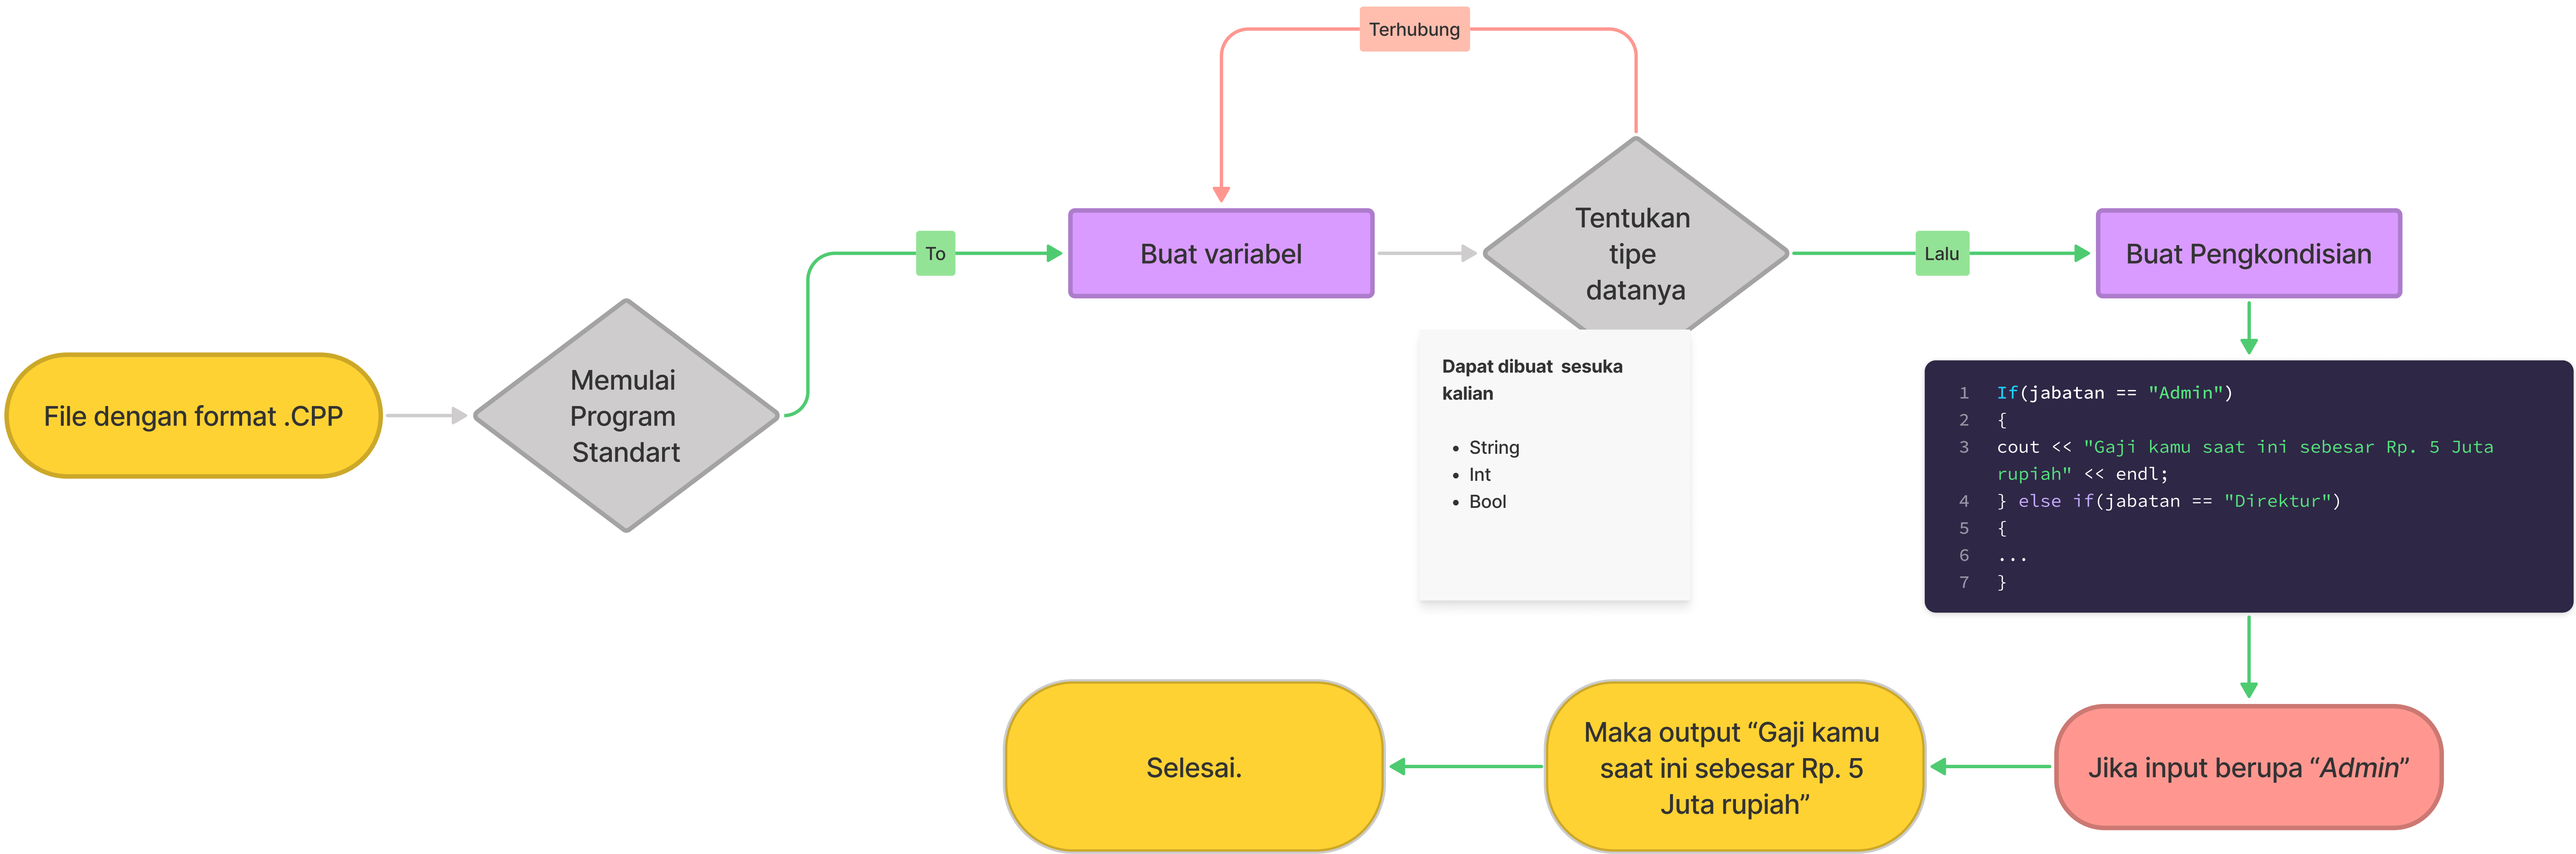 Terhubung
File dengan format .CPP
Memulai
Program
Standart
To
Buat variabel
Tentukan
tipe
datanya
Dapat dibuat  sesuka
kalian
• String
• Int
• Bool
Lalu
Buat Pengkondisian
1 If(jabatan == "Admin")
2 {
3 cout << "Gaji kamu saat ini sebesar Rp. 5 Juta
rupiah" << endl;
4 } else if(jabatan == "Direktur")
5 {
6 ...
7 }
Jika input berupa “Admin”
Maka output “Gaji kamu
saat ini sebesar Rp. 5
Juta rupiah”
Selesai.